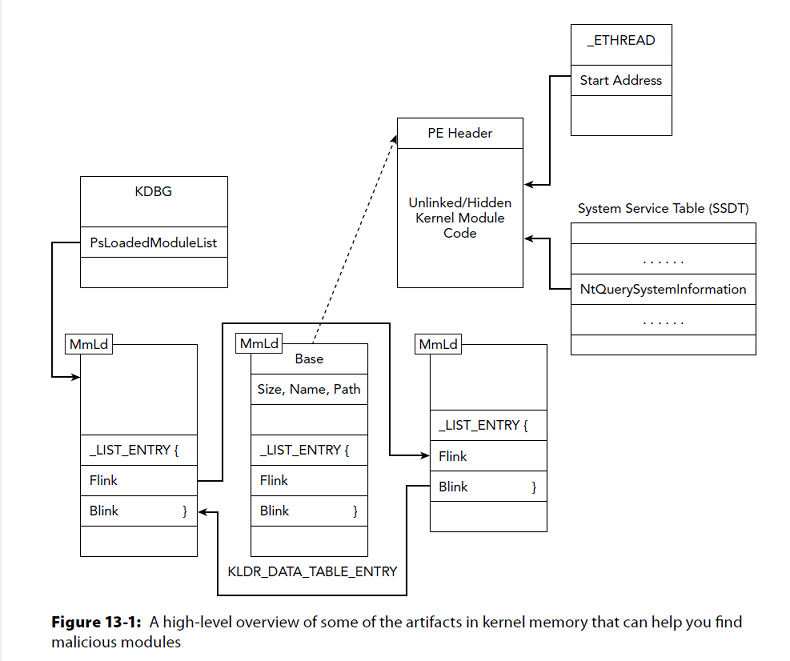 _ETHREAD
Start Address
PE Header
Unlinked/Hidden
Kernel Module
Code
System Service Table (SSDT)
......
NtQuerySystemInformation
......
KDBG
PsLoadedModuleList
MmLd
_LIST_ENTRY {
Flink
Blink }
MmLd
Base
Size, Name, Path
_LIST_ENTRY {
Flink
Blink }
MmLd
_LIST_ENTRY {
Flink
Blink }
KLDR_DATA_TABLE_ENTRY
Figure 13-1: A high-level overview of some of the artifacts in kernel memory that can help you find
malicious modules